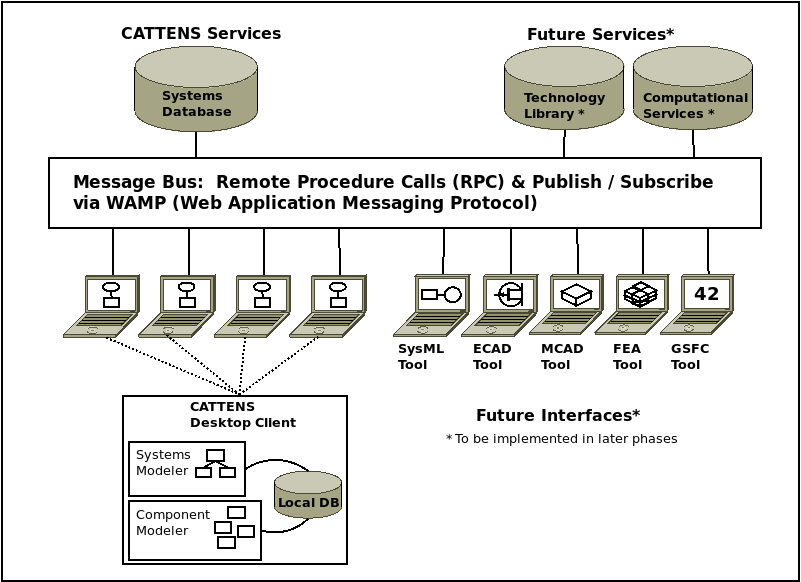 CATTENS Services
Future Services*
Systems
Database
Technology
Library *
Computational
Services *
Message Bus:  Remote Procedure Calls (RPC) & Publish / Subscribe
via WAMP (Web Application Messaging Protocol)
42
SysML
Tool
ECAD
Tool
MCAD
Tool
FEA
Tool
GSFC
Tool
CATTENS
Desktop Client
Systems
Modeler
Local DB
Component
Modeler
Future Interfaces*
* To be implemented in later phases